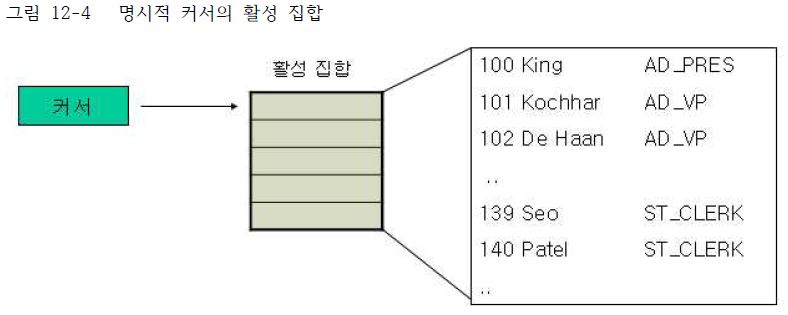 그림 12-4 명시적 커서의 활성 집합
활성 집합
커서
100 King AD_PRES
101 Kochhar AD_VP
102 De Haan AD_VP
..
139 Seo ST_CLERK
140 Patel ST_CLERK
..